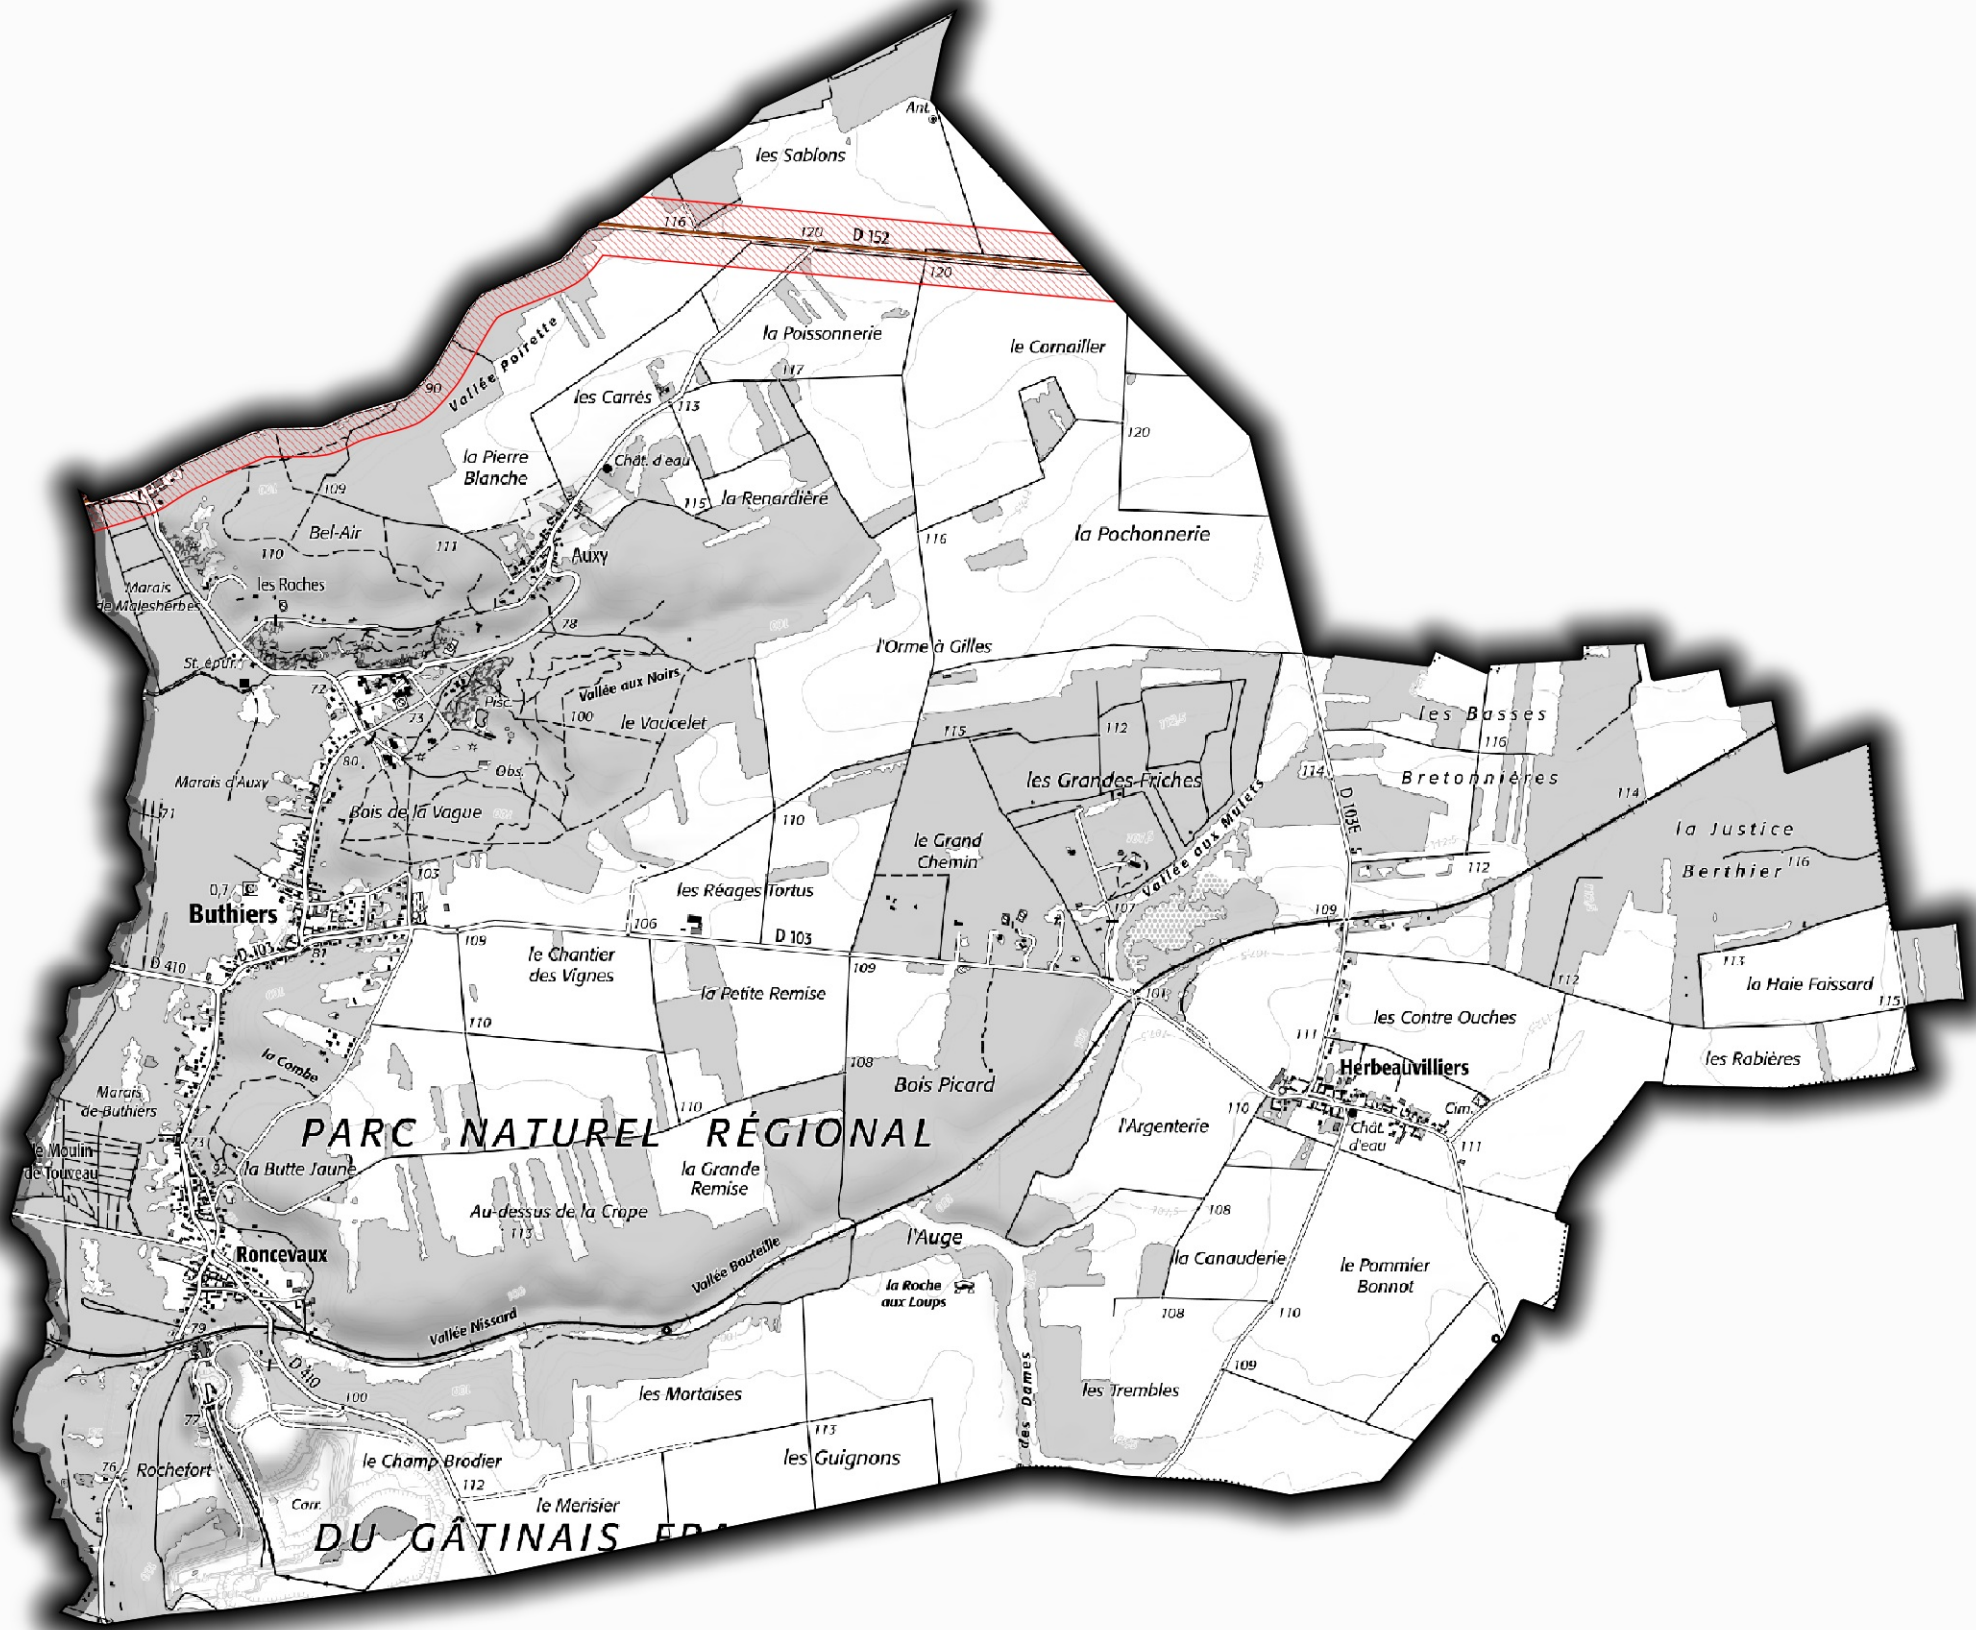 Ant.
les Sablons
116
120
D 152
120
la Poissonnerie
le Cornailler
Vallée Poirette
90
117
les Carrés
113
120
la Pierre
Blanche
Chât. d'eau
109
115
la Renardière
Bel-Air
110
111
116
la Pochonnerie
Auxy
Marais
de Malesherbes
les Roches
78
l'Orme à Gilles
St. épur.
72
Vallée aux Noirs
Pisc.
73
100
le Vaucelet
115
112
les Basses
116
80
Obs.
les Grandes Friches
114
Bretonnières
Marais d'Auxy
71
Bois de la Vague
110
D 103E
114
Vallée aux Mulets
la Justice
le Grand
Chemin
116
Berthier
112
103
0,7
les Réages Tortus
Buthiers
106
107
109
D 103
109
D 103
81
le Chantier
des Vignes
109
D 410
101
113
112
la Haie Faissard
115
la Petite Remise
110
les Contre Ouches
111
la Combe
108
les Rabières
Herbeauvilliers
Bois Picard
Marais
de Buthiers
110
110
Cim.
l'Argenterie
Chât.
d'eau
111
PARC NATUREL RÉGIONAL
73
le Moulin
de Touveau
92
la Butte Jaune
la Grande
Remise
Au-dessus de la Crope
113
108
l'Auge
Roncevaux
Vallée Bouteille
la Canauderie
le Pommier
Bonnot
la Roche
aux Loups
Vallée Nissard
108
110
79
D 410
109
100
les Mortaises
des Dames
les Trembles
77
113
le Champ Brodier
les Guignons
76
Rochefort
112
Carr.
le Merisier
DU GÂTINAIS FRA